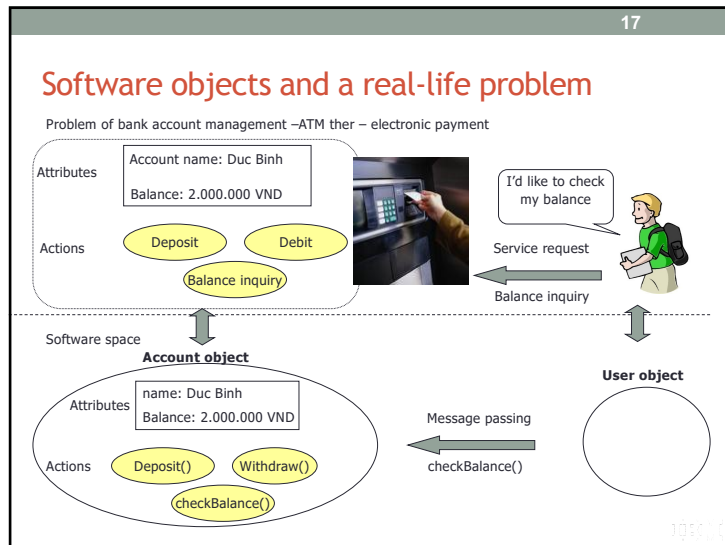 17
Software objects and a real-life problem
Problem of bank account management –ATM ther – electronic payment
Attributes
Account name: Duc Binh
Balance: 2.000.000 VND
Actions
Deposit
Debit
Balance inquiry
I'd like to check
my balance
Service request
Balance inquiry
Software space
Account object
Attributes
name: Duc Binh
Balance: 2.000.000 VND
Actions
Deposit()
Withdraw()
checkBalance()
Message passing
checkBalance()
User object